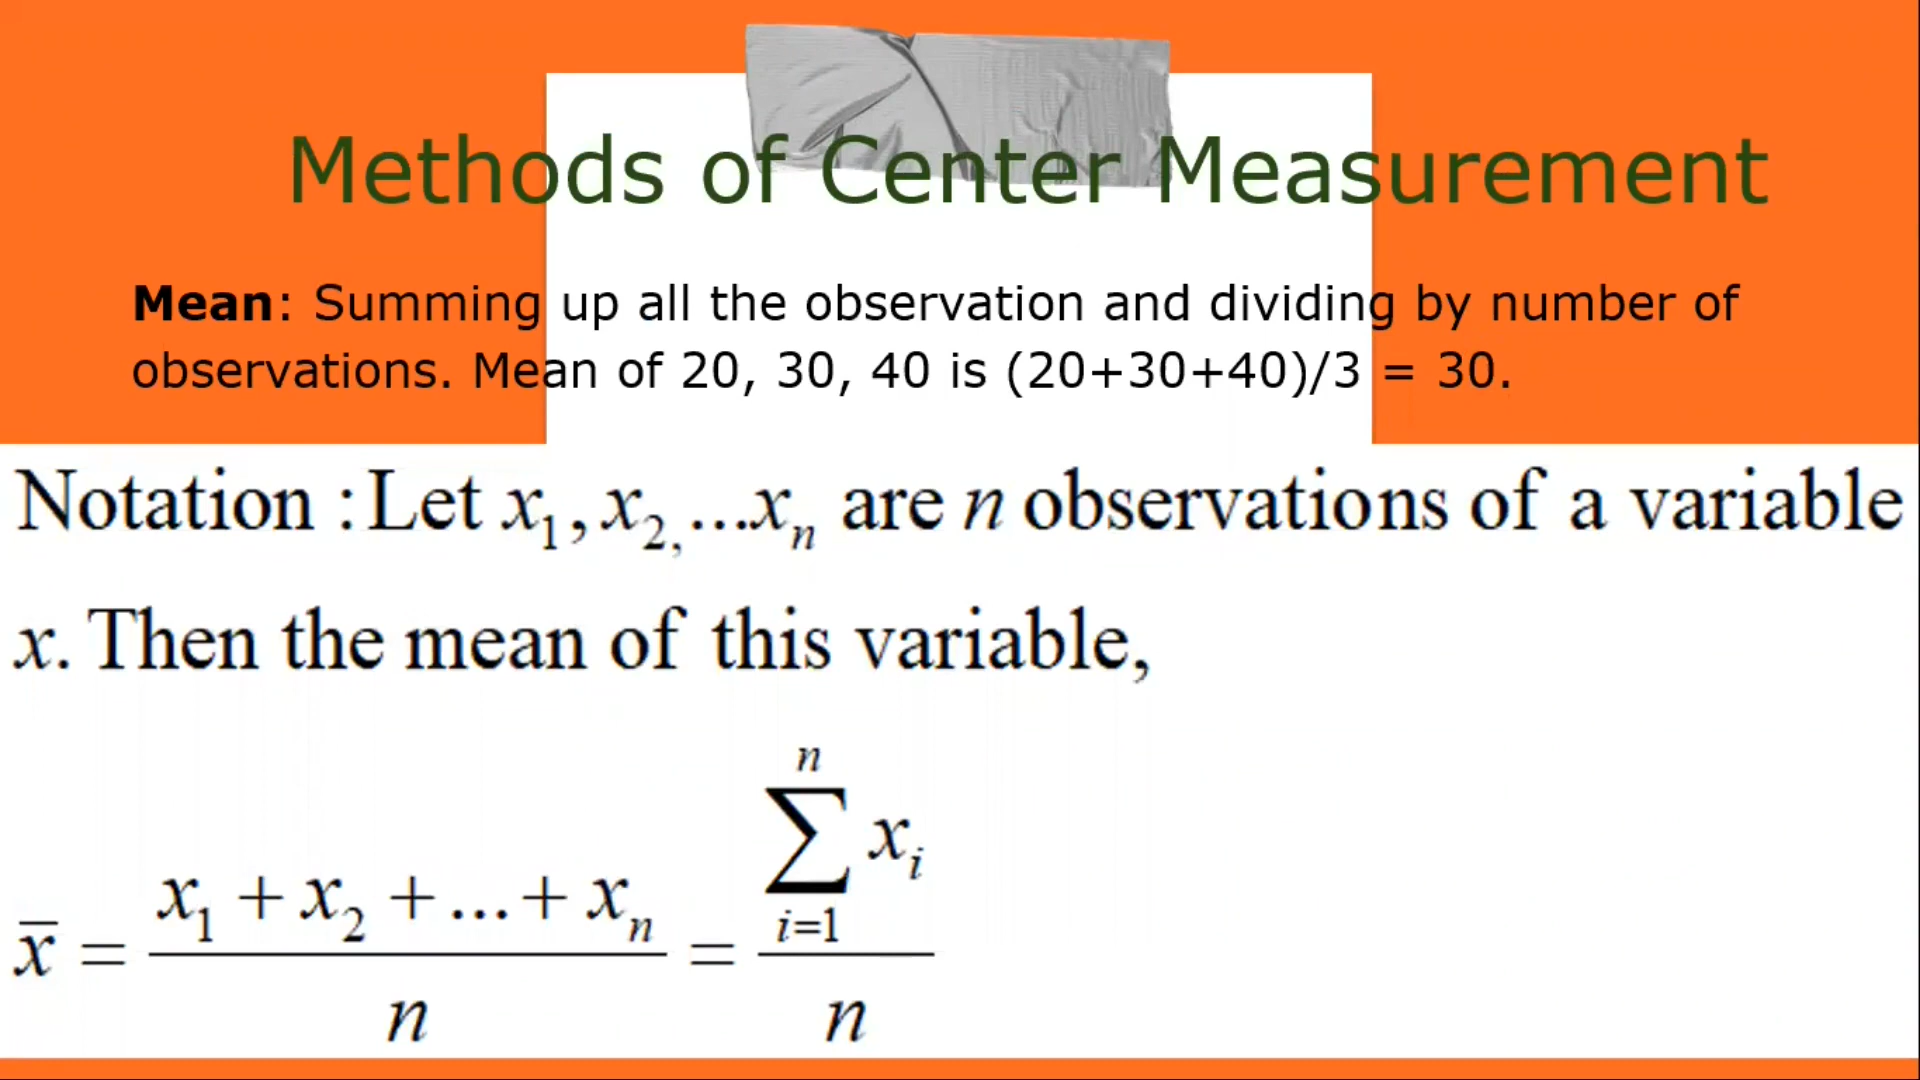 Methods of Center Measurement
Mean: Summing up all the observation and dividing by number of
observations. Mean of 20, 30, 40 is (20+30+40)/3 = 30.
Notation : Let x₁, x₂, ...xₙ are n observations of a variable
x. Then the mean of this variable,
x̄ = (x₁ + x₂ + ... + xₙ)/n = (∑ⁿᵢ₌₁ xᵢ)/n